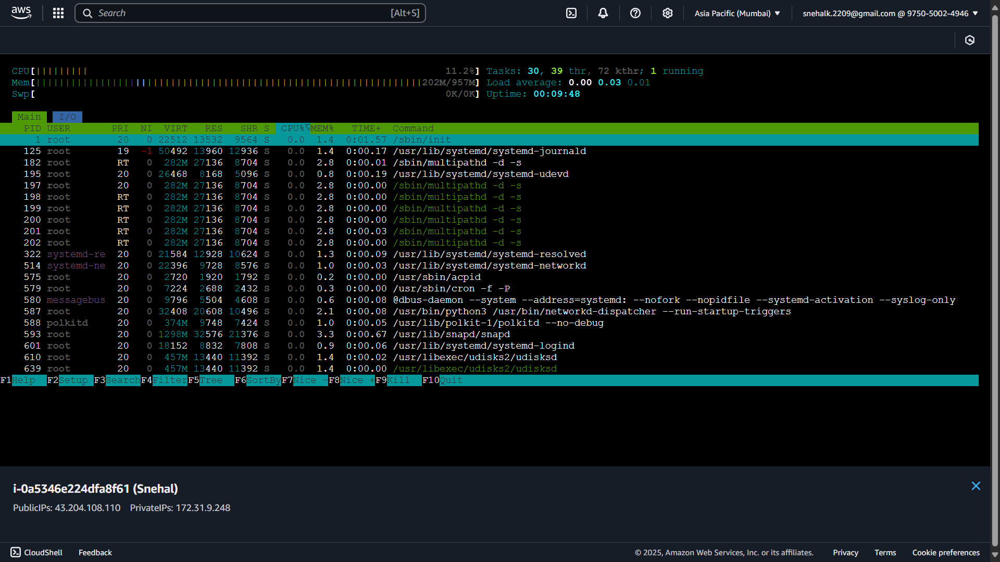 aws Search [Alt+S] Asia Pacific (Mumbai) ▼ snehalk.2209@gmail.com @ 9750-5002-4946 ▼
CPU[||||||||| 11.2%] Tasks: 30, 39 thr, 72 kthr; 1 running
Mem[||||||||||||||||||||||||||||||||||||||||||||||||||||||||||||||||||202M/957M] Load average: 0.00 0.03 0.01
Swp[ 0K/0K] Uptime: 00:09:48
Main I/O
PID USER PRI NI VIRT RES SHR S CPU%▽MEM% TIME+ Command
1 root 20 0 22512 13532 9564 S 0.0 1.4 0:01.57 /sbin/init
125 root 19 -1 50492 13960 12936 S 0.0 1.4 0:00.17 /usr/lib/systemd/systemd-journald
182 root RT 0 282M 27136 8704 S 0.0 2.8 0:00.01 /sbin/multipathd -d -s
195 root 20 0 26468 8168 5096 S 0.0 0.8 0:00.19 /usr/lib/systemd/systemd-udevd
197 root 20 0 282M 27136 8704 S 0.0 2.8 0:00.00 /sbin/multipathd -d -s
198 root RT 0 282M 27136 8704 S 0.0 2.8 0:00.00 /sbin/multipathd -d -s
199 root RT 0 282M 27136 8704 S 0.0 2.8 0:00.00 /sbin/multipathd -d -s
200 root RT 0 282M 27136 8704 S 0.0 2.8 0:00.00 /sbin/multipathd -d -s
201 root RT 0 282M 27136 8704 S 0.0 2.8 0:00.03 /sbin/multipathd -d -s
202 root RT 0 282M 27136 8704 S 0.0 2.8 0:00.00 /sbin/multipathd -d -s
322 systemd-re 20 0 21584 12928 10624 S 0.0 1.3 0:00.09 /usr/lib/systemd/systemd-resolved
514 systemd-ne 20 0 22396 9728 8576 S 0.0 1.0 0:00.03 /usr/lib/systemd/systemd-networkd
575 root 20 0 2720 1920 1792 S 0.0 0.2 0:00.00 /usr/sbin/acpid
579 root 20 0 7224 2688 2432 S 0.0 0.3 0:00.00 /usr/sbin/cron -f -P
580 messagebus 20 0 9796 5504 4608 S 0.0 0.6 0:00.08 @dbus-daemon --system --address=systemd: --nofork --nopidfile --systemd-activation --syslog-only
587 root 20 0 32408 20608 10496 S 0.0 2.1 0:00.08 /usr/bin/python3 /usr/bin/networkd-dispatcher --run-startup-triggers
588 polkitd 20 0 374M 9748 7424 S 0.0 1.0 0:00.05 /usr/lib/polkit-1/polkitd --no-debug
593 root 20 0 1298M 32576 21376 S 0.0 3.3 0:00.67 /usr/lib/snapd/snapd
601 root 20 0 18152 8832 7808 S 0.0 0.9 0:00.06 /usr/lib/systemd/systemd-logind
610 root 20 0 457M 13440 11392 S 0.0 1.4 0:00.02 /usr/libexec/udisks2/udisksd
639 root 20 0 457M 13440 11392 S 0.0 1.4 0:00.00 /usr/libexec/udisks2/udisksd
F1Help F2Setup F3SearchF4FilterF5Tree F6SortByF7Nice -F8Nice +F9Kill F10Quit
i-0a5346e224dfa8f61 (Snehal)
PublicIPs: 43.204.108.110 PrivateIPs: 172.31.9.248
CloudShell Feedback © 2025, Amazon Web Services, Inc. or its affiliates. Privacy Terms Cookie preferences